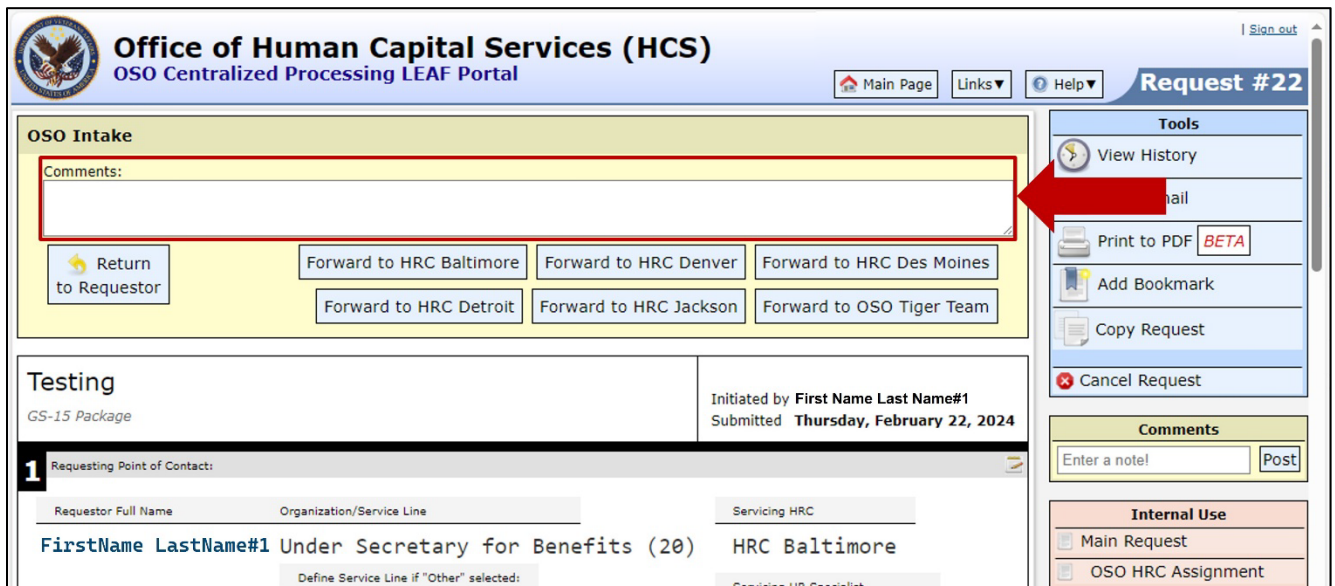 Sign out
Office of Human Capital Services (HCS)
OSO Centralized Processing LEAF Portal
Main Page
Links▼
Help▼
Request #22
OSO Intake
Comments:
Return
to Requestor
Forward to HRC Baltimore
Forward to HRC Denver
Forward to HRC Des Moines
Forward to HRC Detroit
Forward to HRC Jackson
Forward to OSO Tiger Team
Testing
GS-15 Package
Initiated by First Name Last Name#1
Submitted Thursday, February 22, 2024
1 Requesting Point of Contact:
Requestor Full Name
Organization/Service Line
Servicing HRC
FirstName LastName#1
Under Secretary for Benefits (20)
HRC Baltimore
Define Service Line if "Other" selected:
Servicing HR Specialist
Tools
View History
Print to PDF BETA
Add Bookmark
Copy Request
Cancel Request
Comments
Enter a note!
Post
Internal Use
Main Request
OSO HRC Assignment